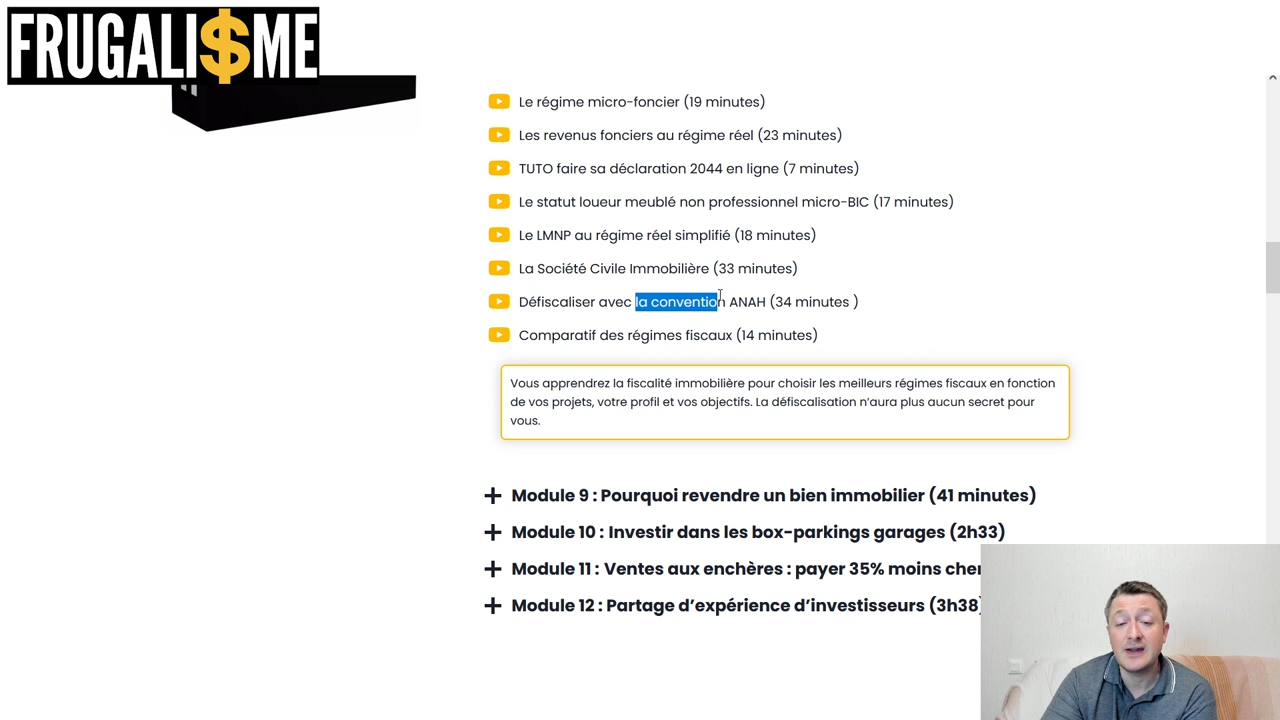 FRUGALI$ME
Le régime micro-foncier (19 minutes)
Les revenus fonciers au régime réel (23 minutes)
TUTO faire sa déclaration 2044 en ligne (7 minutes)
Le statut loueur meublé non professionnel micro-BIC (17 minutes)
Le LMNP au régime réel simplifié (18 minutes)
La Société Civile Immobilière (33 minutes)
Défiscaliser avec la convention ANAH (34 minutes )
Comparatif des régimes fiscaux (14 minutes)
Vous apprendrez la fiscalité immobilière pour choisir les meilleurs régimes fiscaux en fonction
de vos projets, votre profil et vos objectifs. La défiscalisation n’aura plus aucun secret pour
vous.
Module 9 : Pourquoi revendre un bien immobilier (41 minutes)
Module 10 : Investir dans les box-parkings garages (2h33)
Module 11 : Ventes aux enchères : payer 35% moins cher
Module 12 : Partage d’expérience d’investisseurs (3h38)